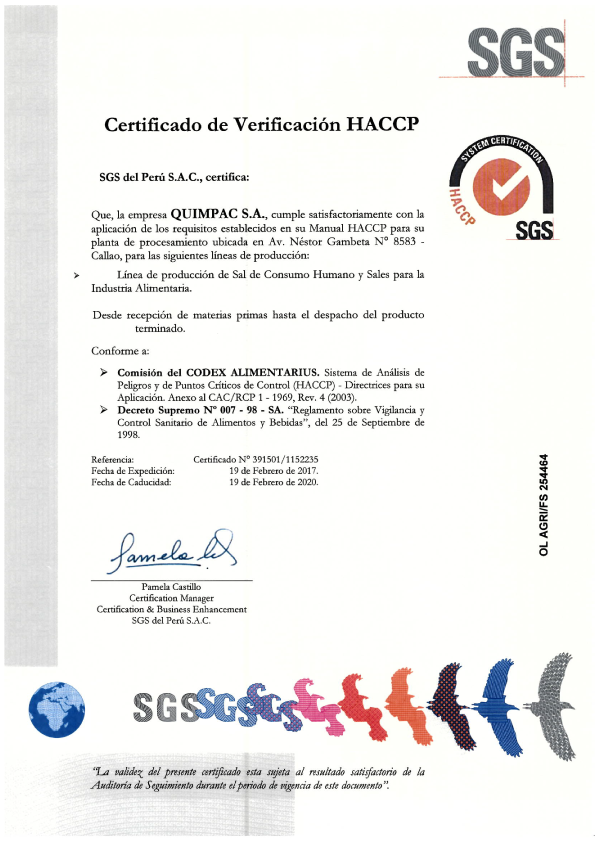 SGS
Certificado de Verificación HACCP
SYSTEM CERTIFICATION
HACCP
SGS
SGS del Perú S.A.C., certifica:
Que, la empresa QUIMPAC S.A., cumple satisfactoriamente con la
aplicación de los requisitos establecidos en su Manual HACCP para su
planta de procesamiento ubicada en Av. Néstor Gambeta N° 8583 -
Callao, para las siguientes líneas de producción:
➢ Línea de producción de Sal de Consumo Humano y Sales para la
Industria Alimentaria.
Desde recepción de materias primas hasta el despacho del producto
terminado.
Conforme a:
➢ Comisión del CODEX ALIMENTARIUS. Sistema de Análisis de
Peligros y de Puntos Críticos de Control (HACCP) - Directrices para su
Aplicación. Anexo al CAC/RCP 1 - 1969, Rev. 4 (2003).
➢ Decreto Supremo Nº 007 - 98 - SA. “Reglamento sobre Vigilancia y
Control Sanitario de Alimentos y Bebidas”, del 25 de Septiembre de
1998.
Referencia: Certificado N° 391501/1152235
Fecha de Expedición: 19 de Febrero de 2017.
Fecha de Caducidad: 19 de Febrero de 2020.
OL AGRI/FS 254464
Pamela
Pamela Castillo
Certification Manager
Certification & Business Enhancement
SGS del Perú S.A.C.
SGS SGS SGS
“La validez del presente certificado esta sujeta al resultado satisfactorio de la
Auditoría de Seguimiento durante el periodo de vigencia de este documento”.